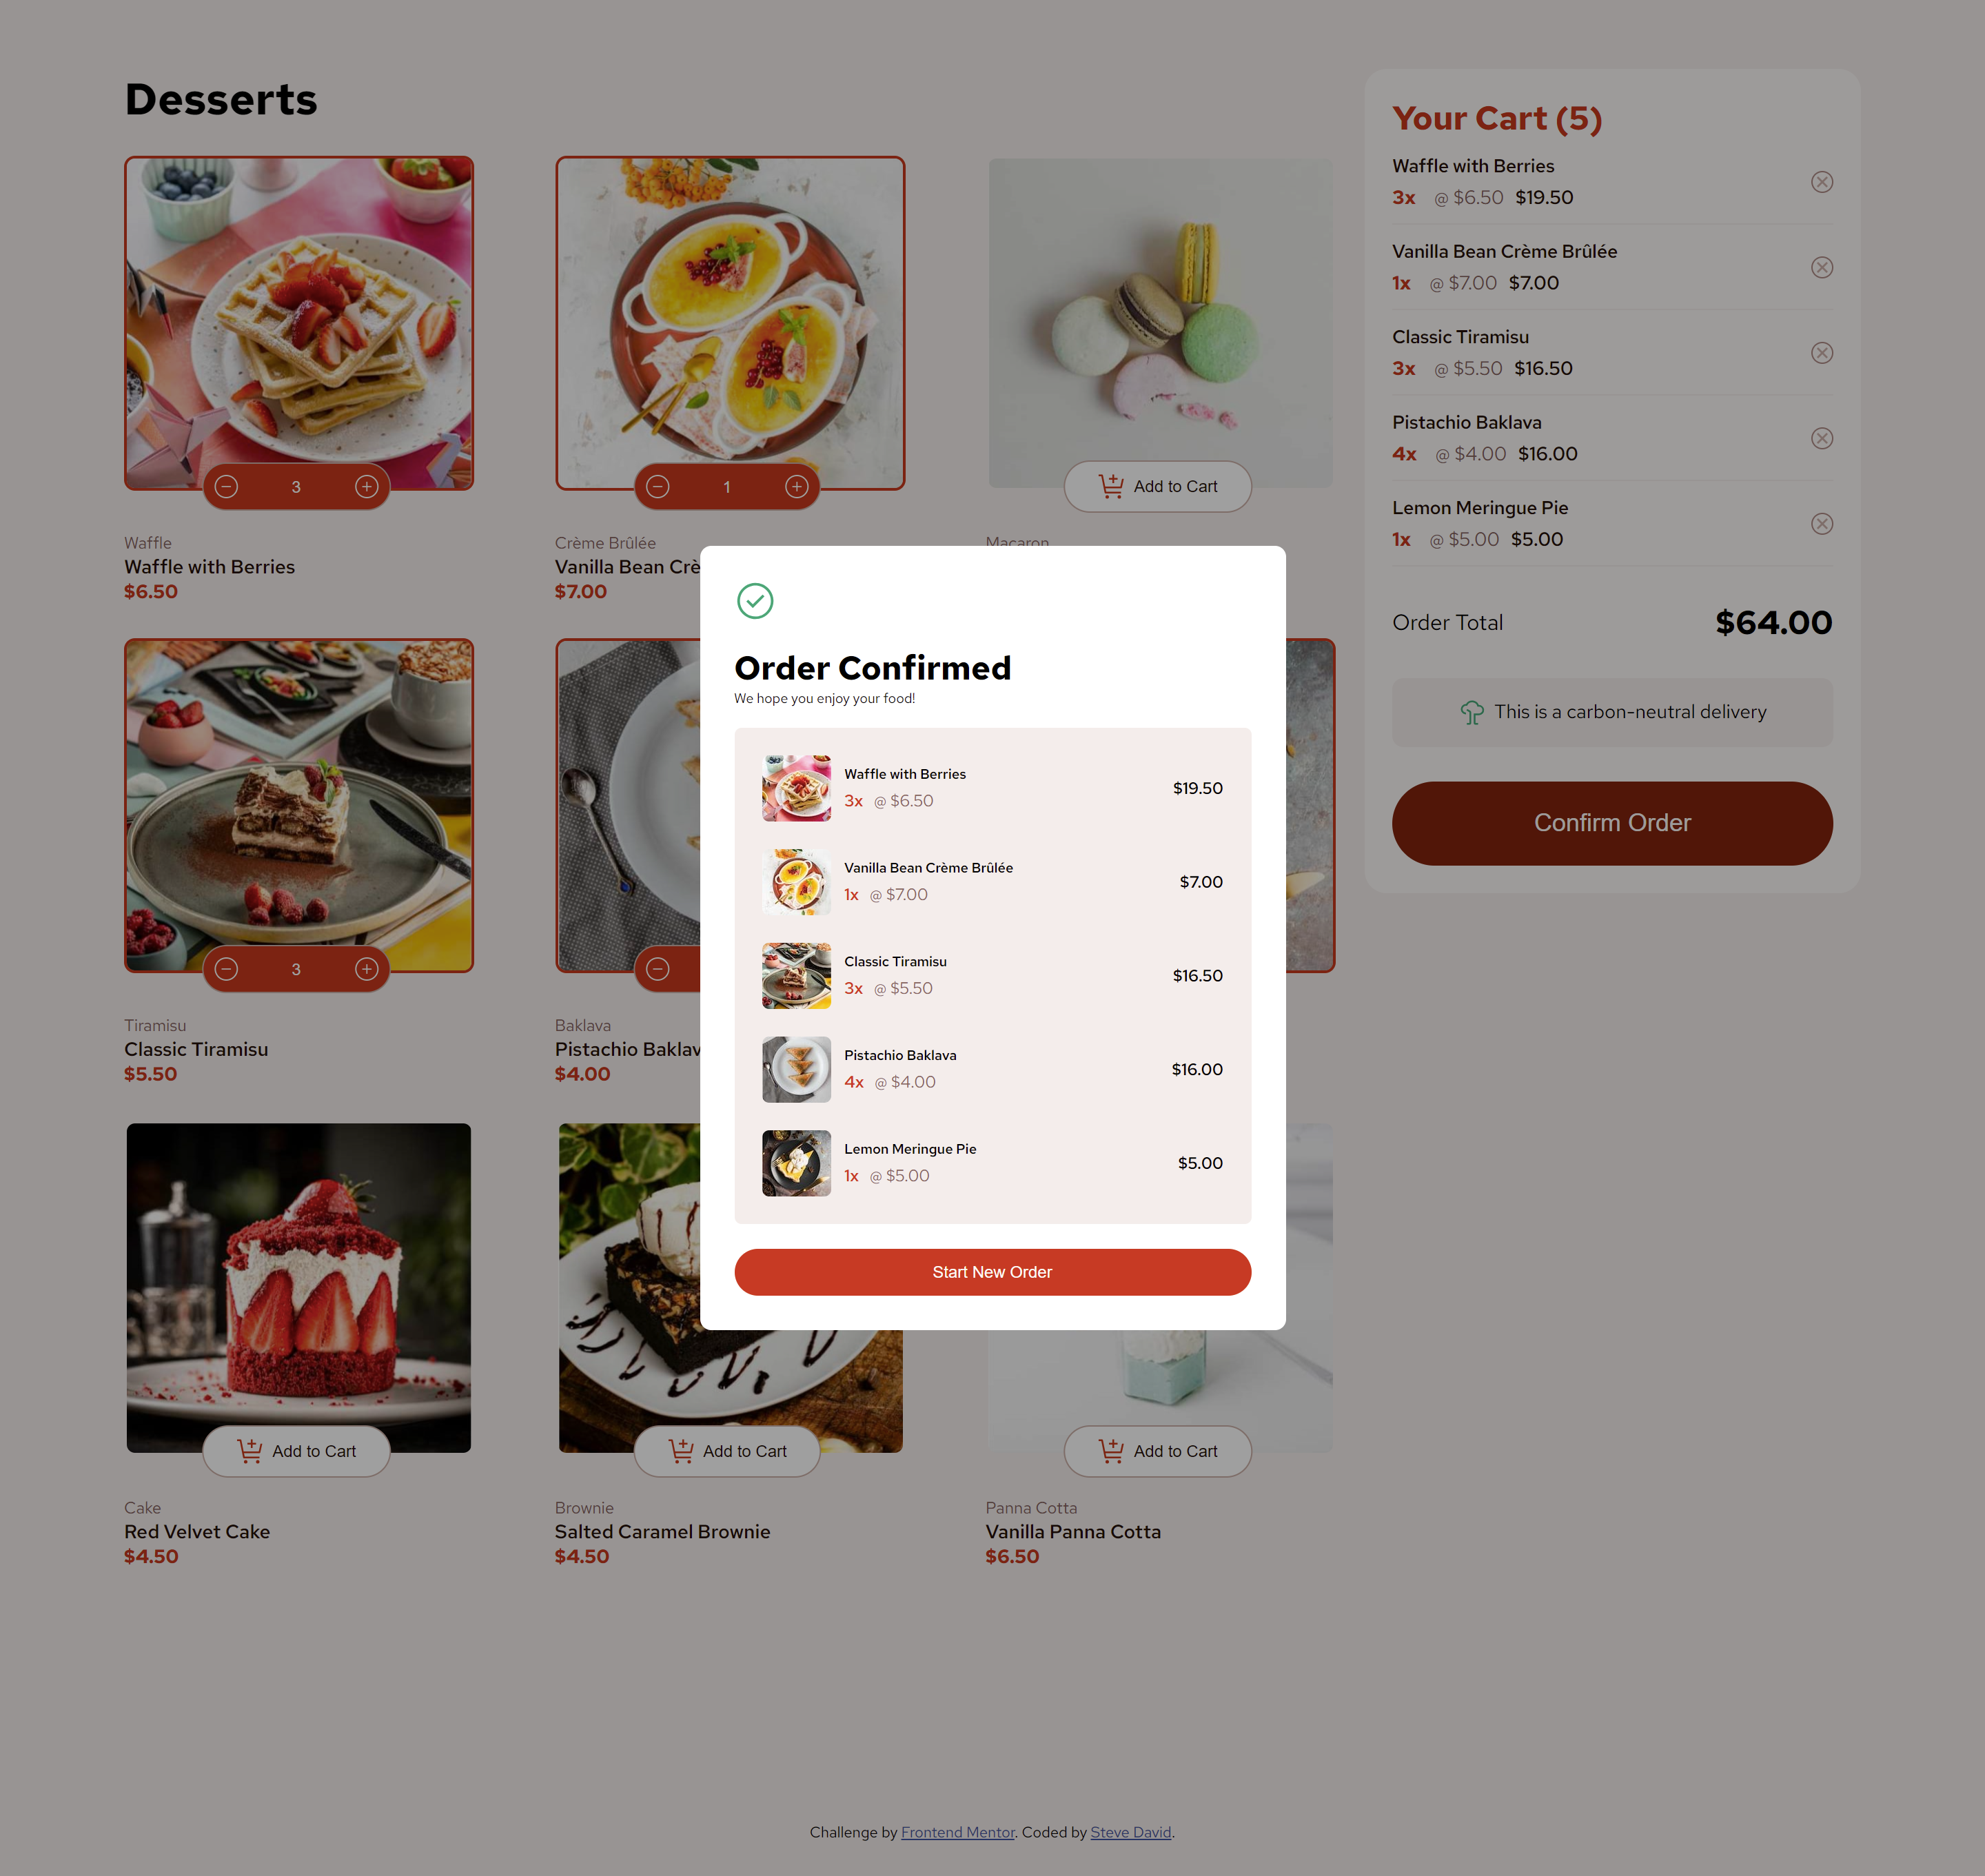 Desserts
3
Waffle
Waffle with Berries
$6.50
1
Crème Brûlée
Vanilla Bean Crè
$7.00
Add to Cart
Macaron
3
Tiramisu
Classic Tiramisu
$5.50
Baklava
Pistachio Baklav
$4.00
Add to Cart
Cake
Red Velvet Cake
$4.50
Add to Cart
Brownie
Salted Caramel Brownie
$4.50
Add to Cart
Panna Cotta
Vanilla Panna Cotta
$6.50
Your Cart (5)
Waffle with Berries
3x @ $6.50 $19.50
Vanilla Bean Crème Brûlée
1x @ $7.00 $7.00
Classic Tiramisu
3x @ $5.50 $16.50
Pistachio Baklava
4x @ $4.00 $16.00
Lemon Meringue Pie
1x @ $5.00 $5.00
Order Total $64.00
This is a carbon-neutral delivery
Confirm Order
Order Confirmed
We hope you enjoy your food!
Waffle with Berries
3x @ $6.50
$19.50
Vanilla Bean Crème Brûlée
1x @ $7.00
$7.00
Classic Tiramisu
3x @ $5.50
$16.50
Pistachio Baklava
4x @ $4.00
$16.00
Lemon Meringue Pie
1x @ $5.00
$5.00
Start New Order
Challenge by Frontend Mentor. Coded by Steve David.